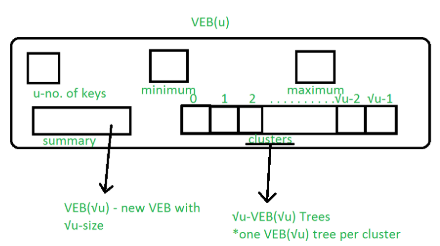 VEB(u)
u-no. of keys
minimum
maximum
0 1 2 . . . . . . . . . . √u-2 √u-1
summary
clusters
VEB(√u) - new VEB with
√u-size
√u-VEB(√u) Trees
*one VEB(√u) tree per cluster